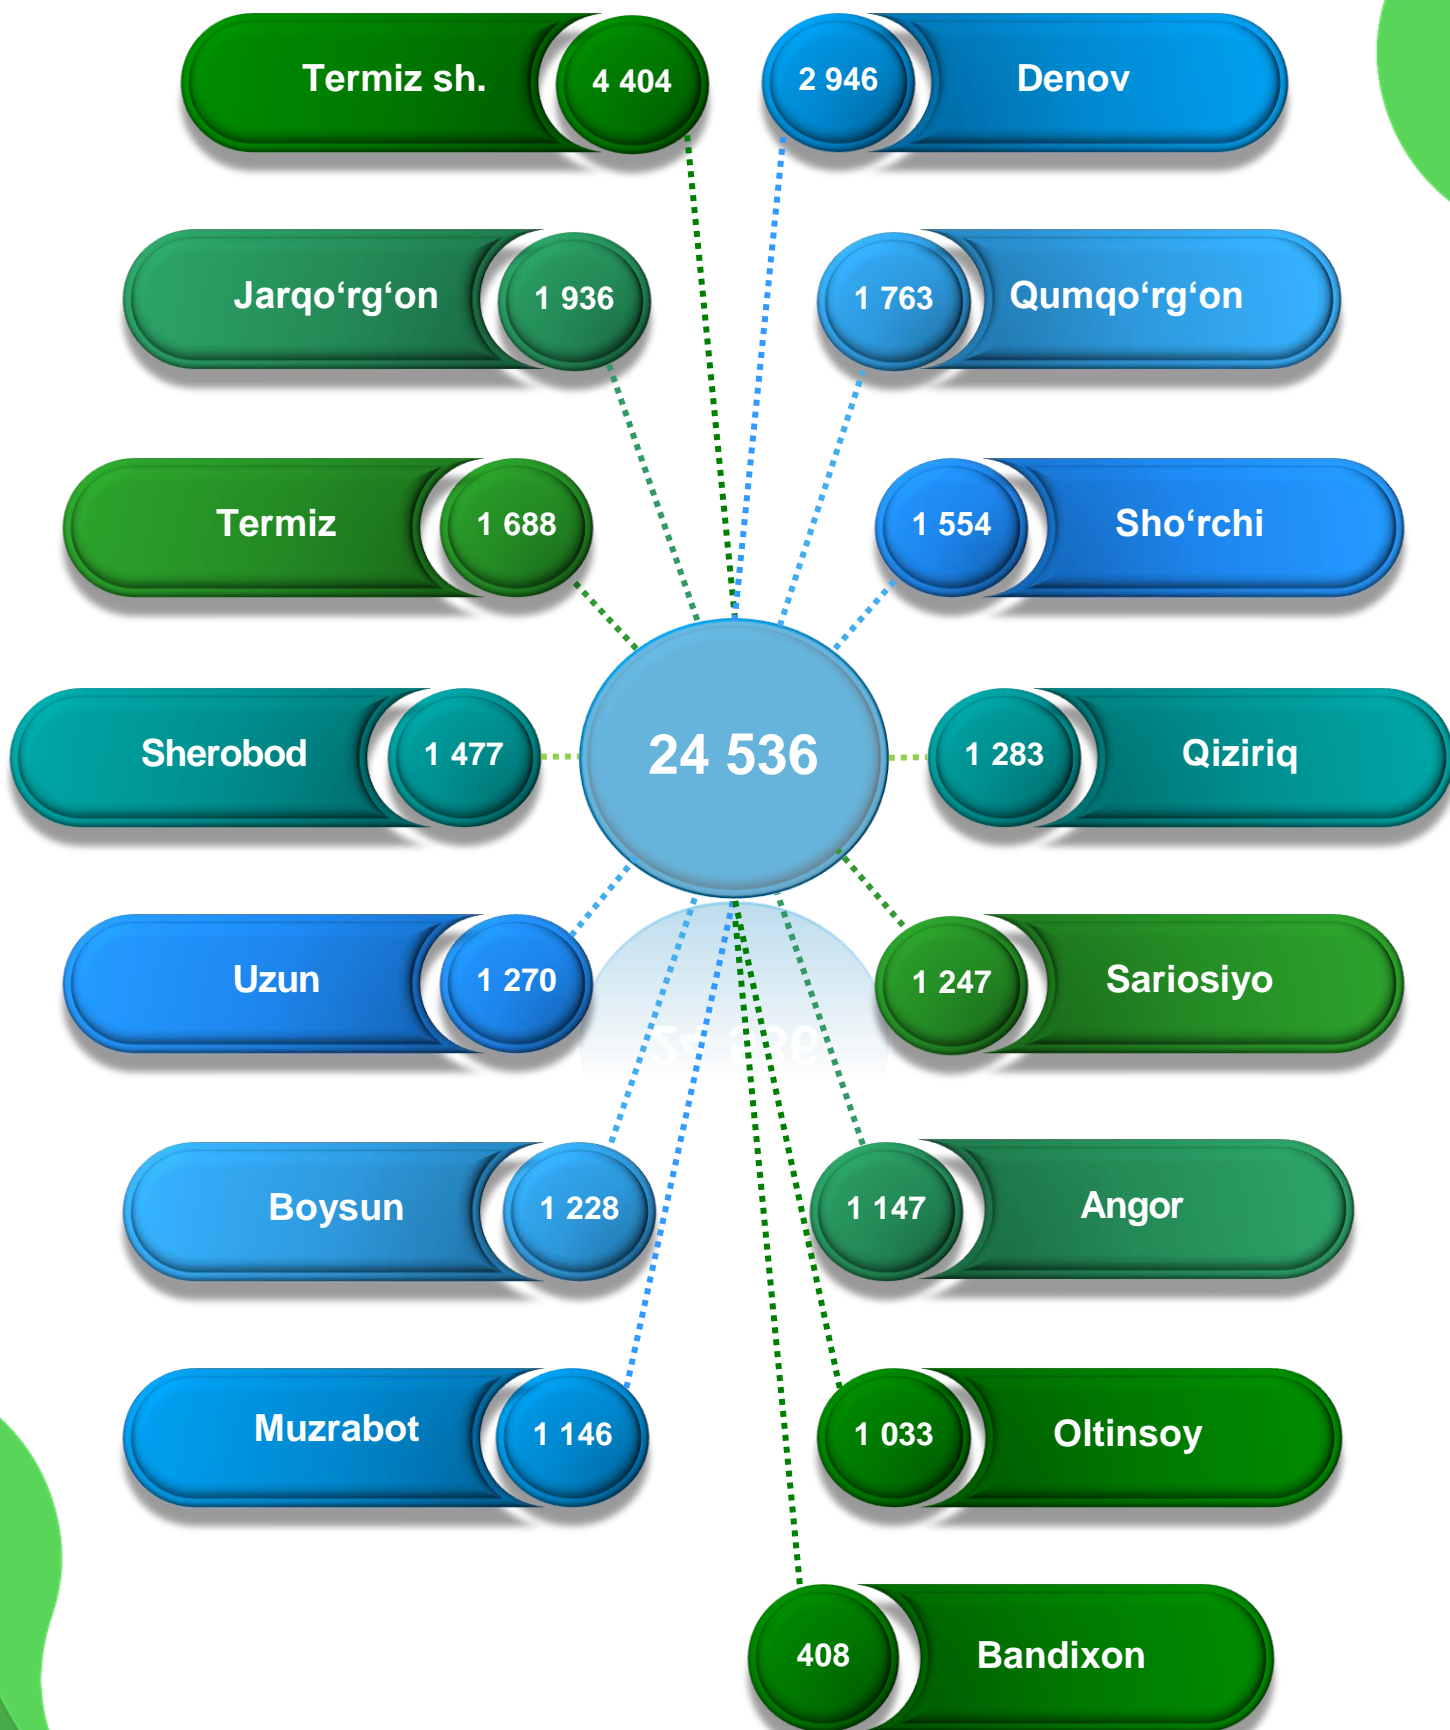 Termiz sh. 4 404
2 946 Denov
Jarqo‘rg‘on 1 936
1 763 Qumqo‘rg‘on
Termiz 1 688
1 554 Sho‘rchi
Sherobod 1 477
24 536
1 283 Qiziriq
Uzun 1 270
1 247 Sariosiyo
Boysun 1 228
1 147 Angor
Muzrabot 1 146
1 033 Oltinsoy
408 Bandixon